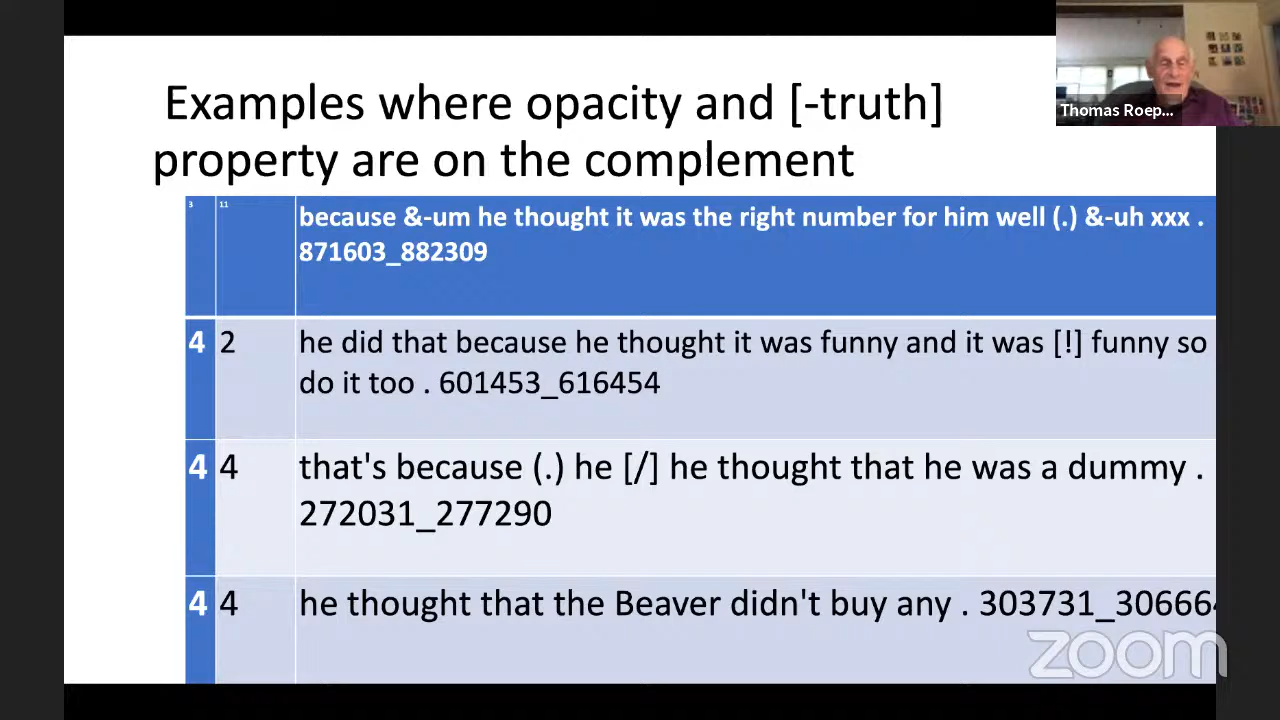 Examples where opacity and [-truth]
property are on the complement
Thomas Roep...
3 11 because &-um he thought it was the right number for him well (.) &-uh xxx .
871603_882309
4 2 he did that because he thought it was funny and it was [!] funny so
do it too . 601453_616454
4 4 that's because (.) he [/] he thought that he was a dummy .
272031_277290
4 4 he thought that the Beaver didn't buy any . 303731_306664
zoom